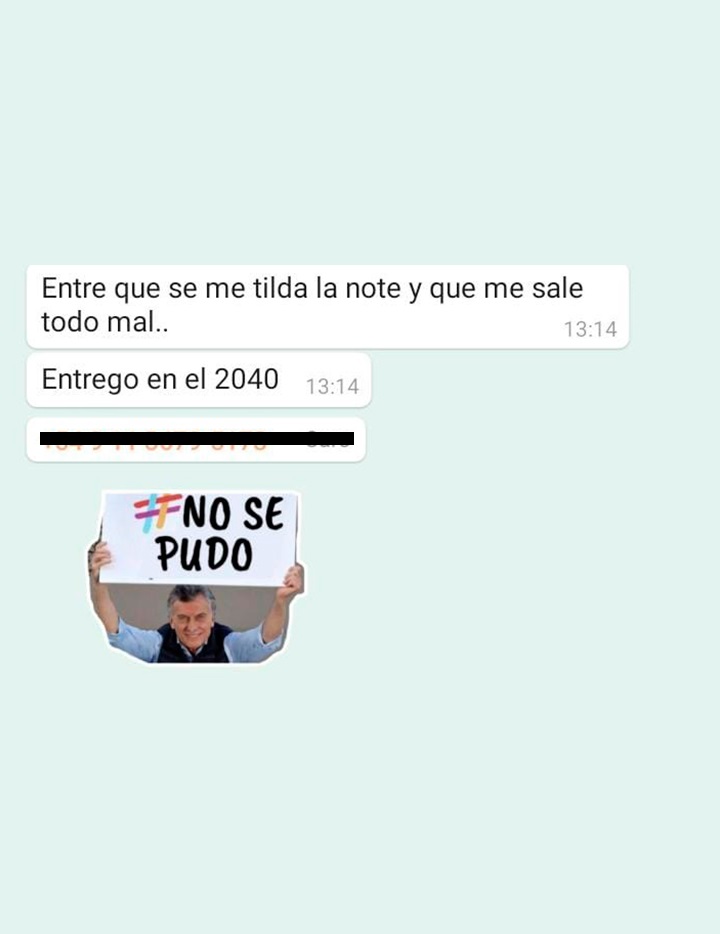 Entre que se me tilda la note y que me sale
todo mal..
13:14
Entrego en el 2040
13:14
#NO SE
PUDO